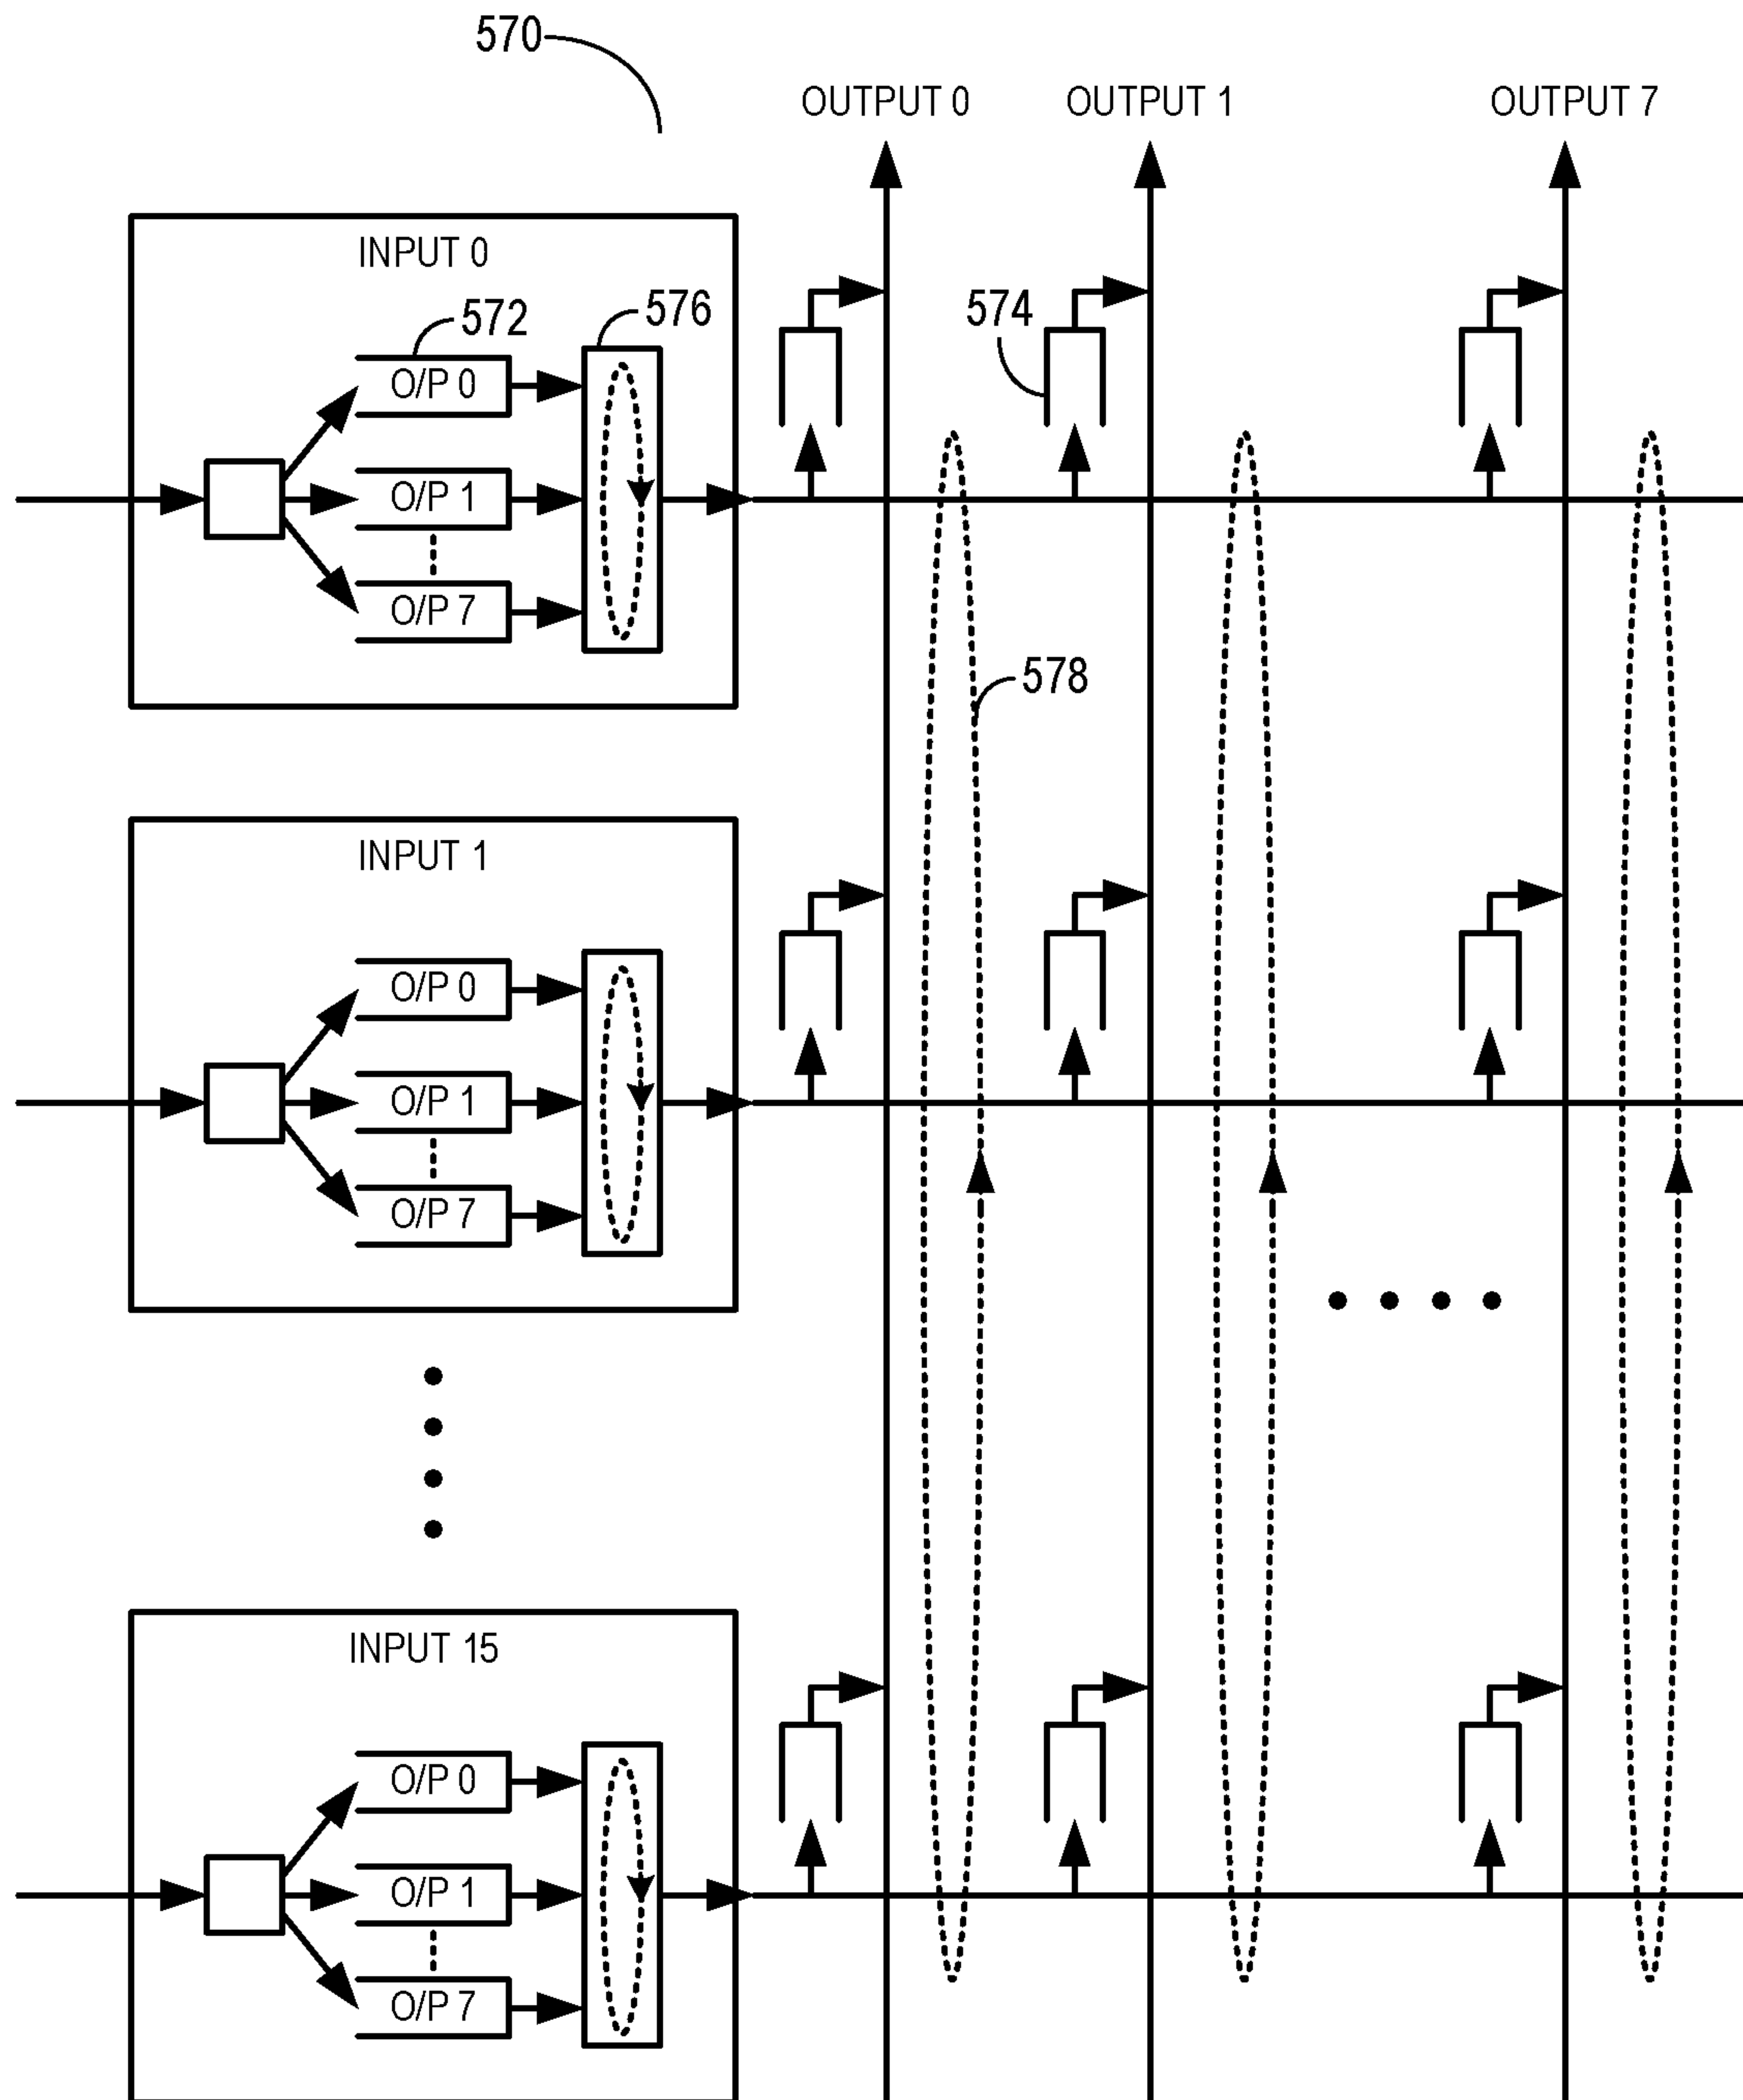 570
OUTPUT 0
OUTPUT 1
OUTPUT 7
INPUT 0
572
576
574
O/P 0
O/P 1
O/P 7
578
INPUT 1
O/P 0
O/P 1
O/P 7
INPUT 15
O/P 0
O/P 1
O/P 7